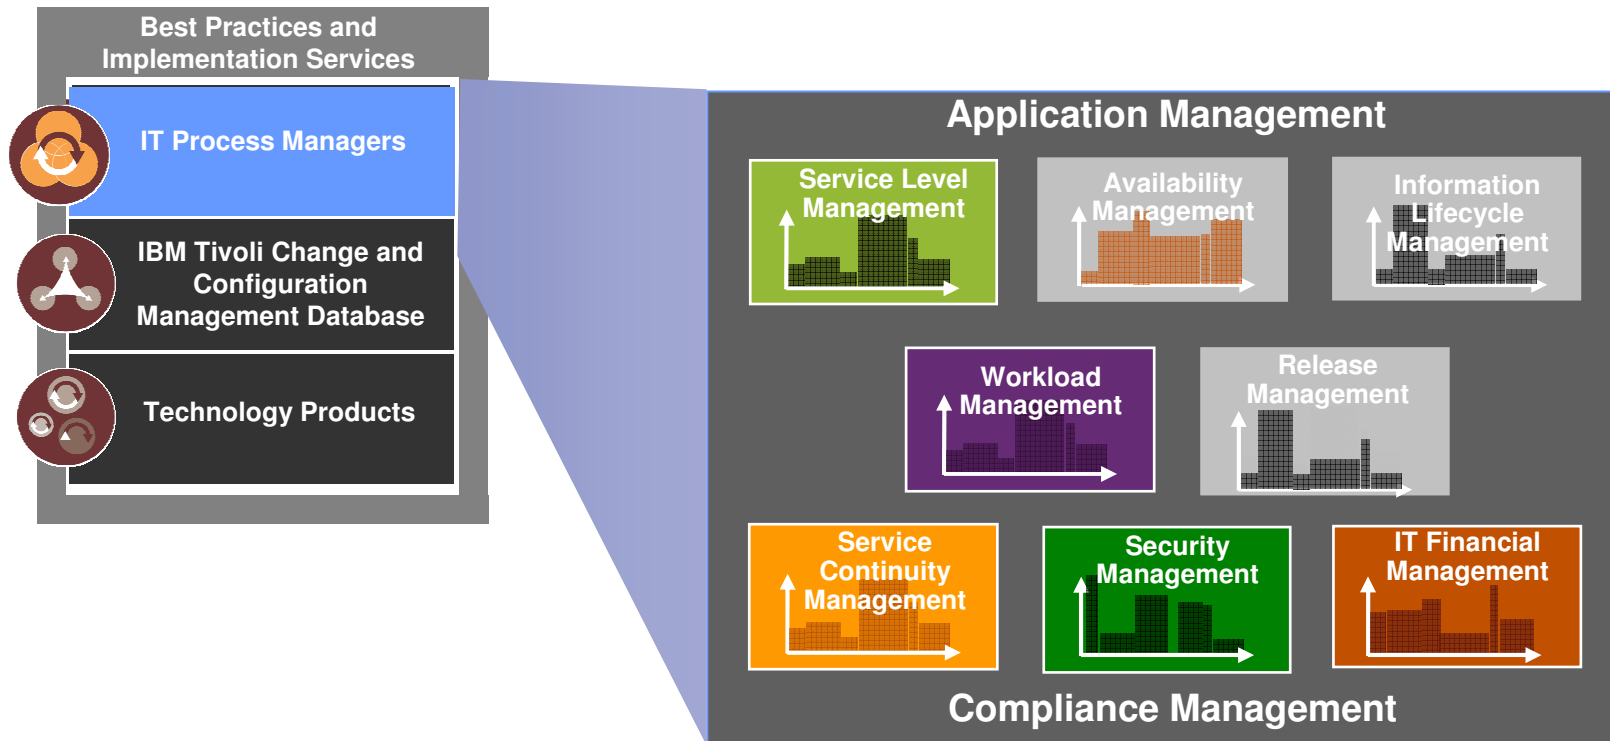 Best Practices and
Implementation Services
IT Process Managers
IBM Tivoli Change and
Configuration
Management Database
Technology Products
Application Management
Service Level
Management
Availability
Management
Information
Lifecycle
Management
Workload
Management
Release
Management
Service
Continuity
Management
Security
Management
IT Financial
Management
Compliance Management